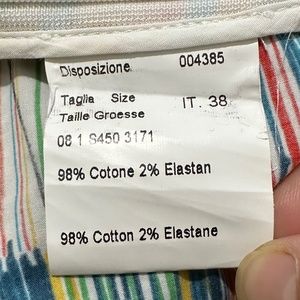 Disposizione 004385
Taglia Size IT. 38
Taille Groesse
08 1 S450 3171
98% Cotone 2% Elastan
98% Cotton 2% Elastane